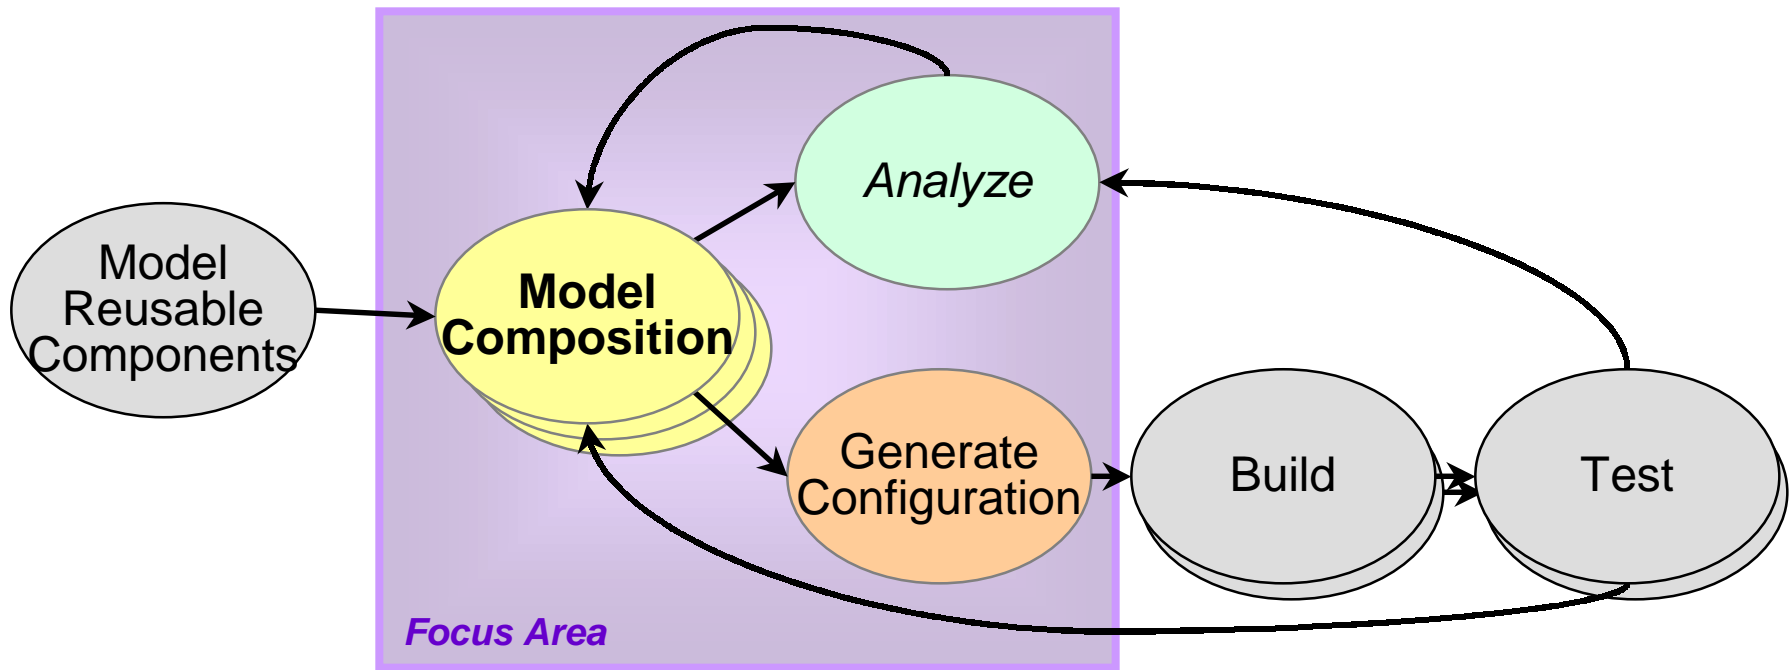 Model
Reusable
Components
Model
Composition
Analyze
Generate
Configuration
Build
Test
Focus Area